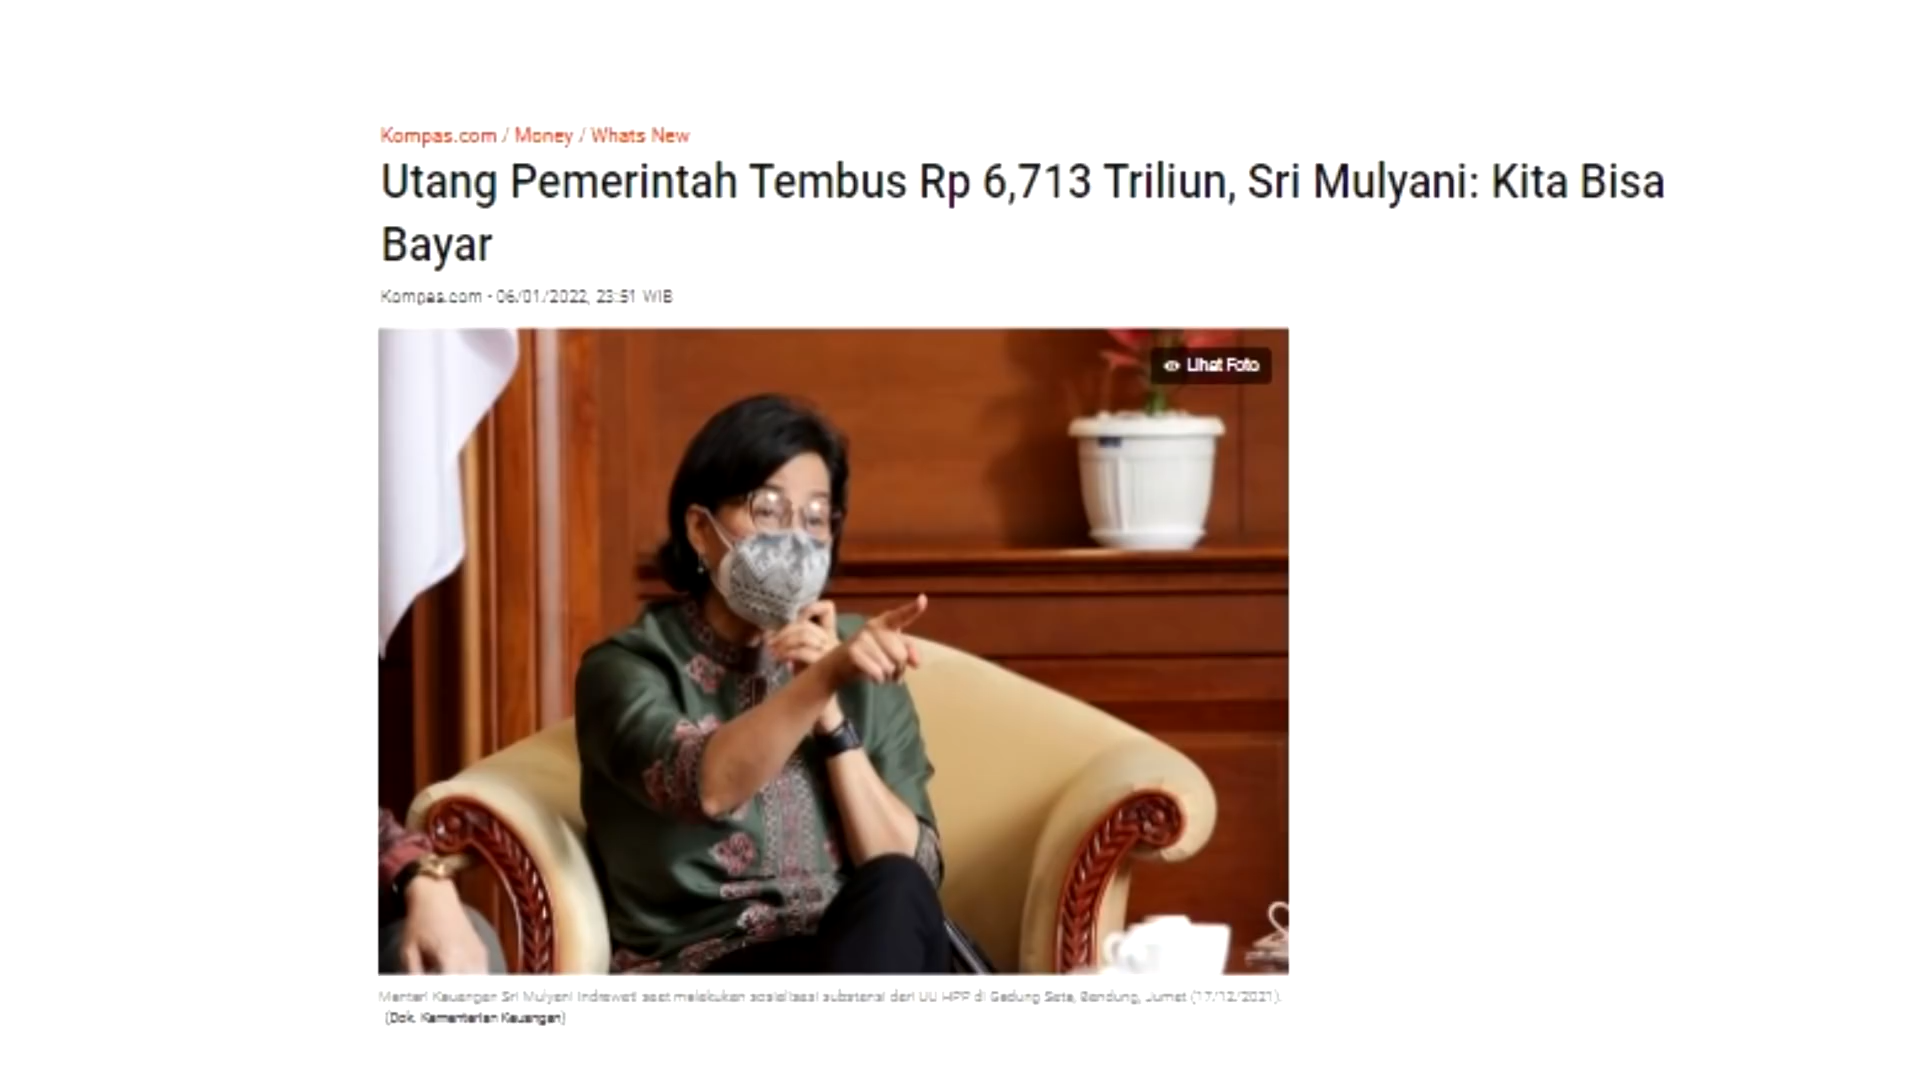 Kompas.com / Money / Whats New
Utang Pemerintah Tembus Rp 6,713 Triliun, Sri Mulyani: Kita Bisa
Bayar
Kompas.com - 06/01/2022, 23:51 WIB
Lihat Foto
Menteri Keuangan Sri Mulyani Indrawati saat melakukan sosialisasi substansi dari UU HPP di Gedung Sate, Bandung, Jumat (17/12/2021).
(Dok. Kementerian Keuangan)